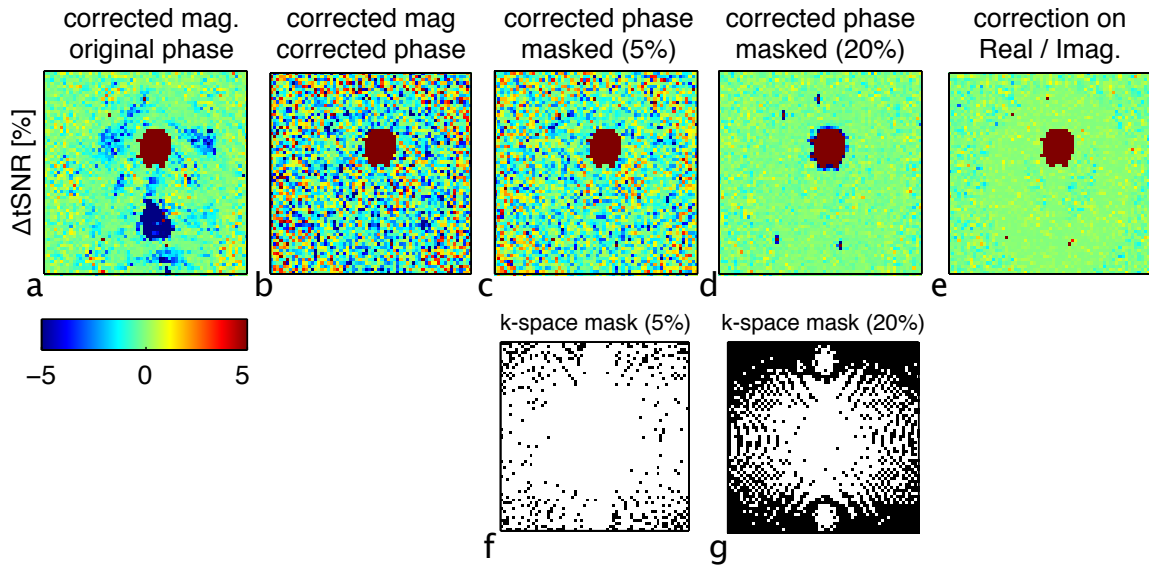 corrected mag.
original phase
corrected mag
corrected phase
corrected phase
masked (5%)
corrected phase
masked (20%)
correction on
Real / Imag.
ΔtSNR [%]
a
b
c
d
e
−5
0
5
k-space mask (5%)
k-space mask (20%)
f
g